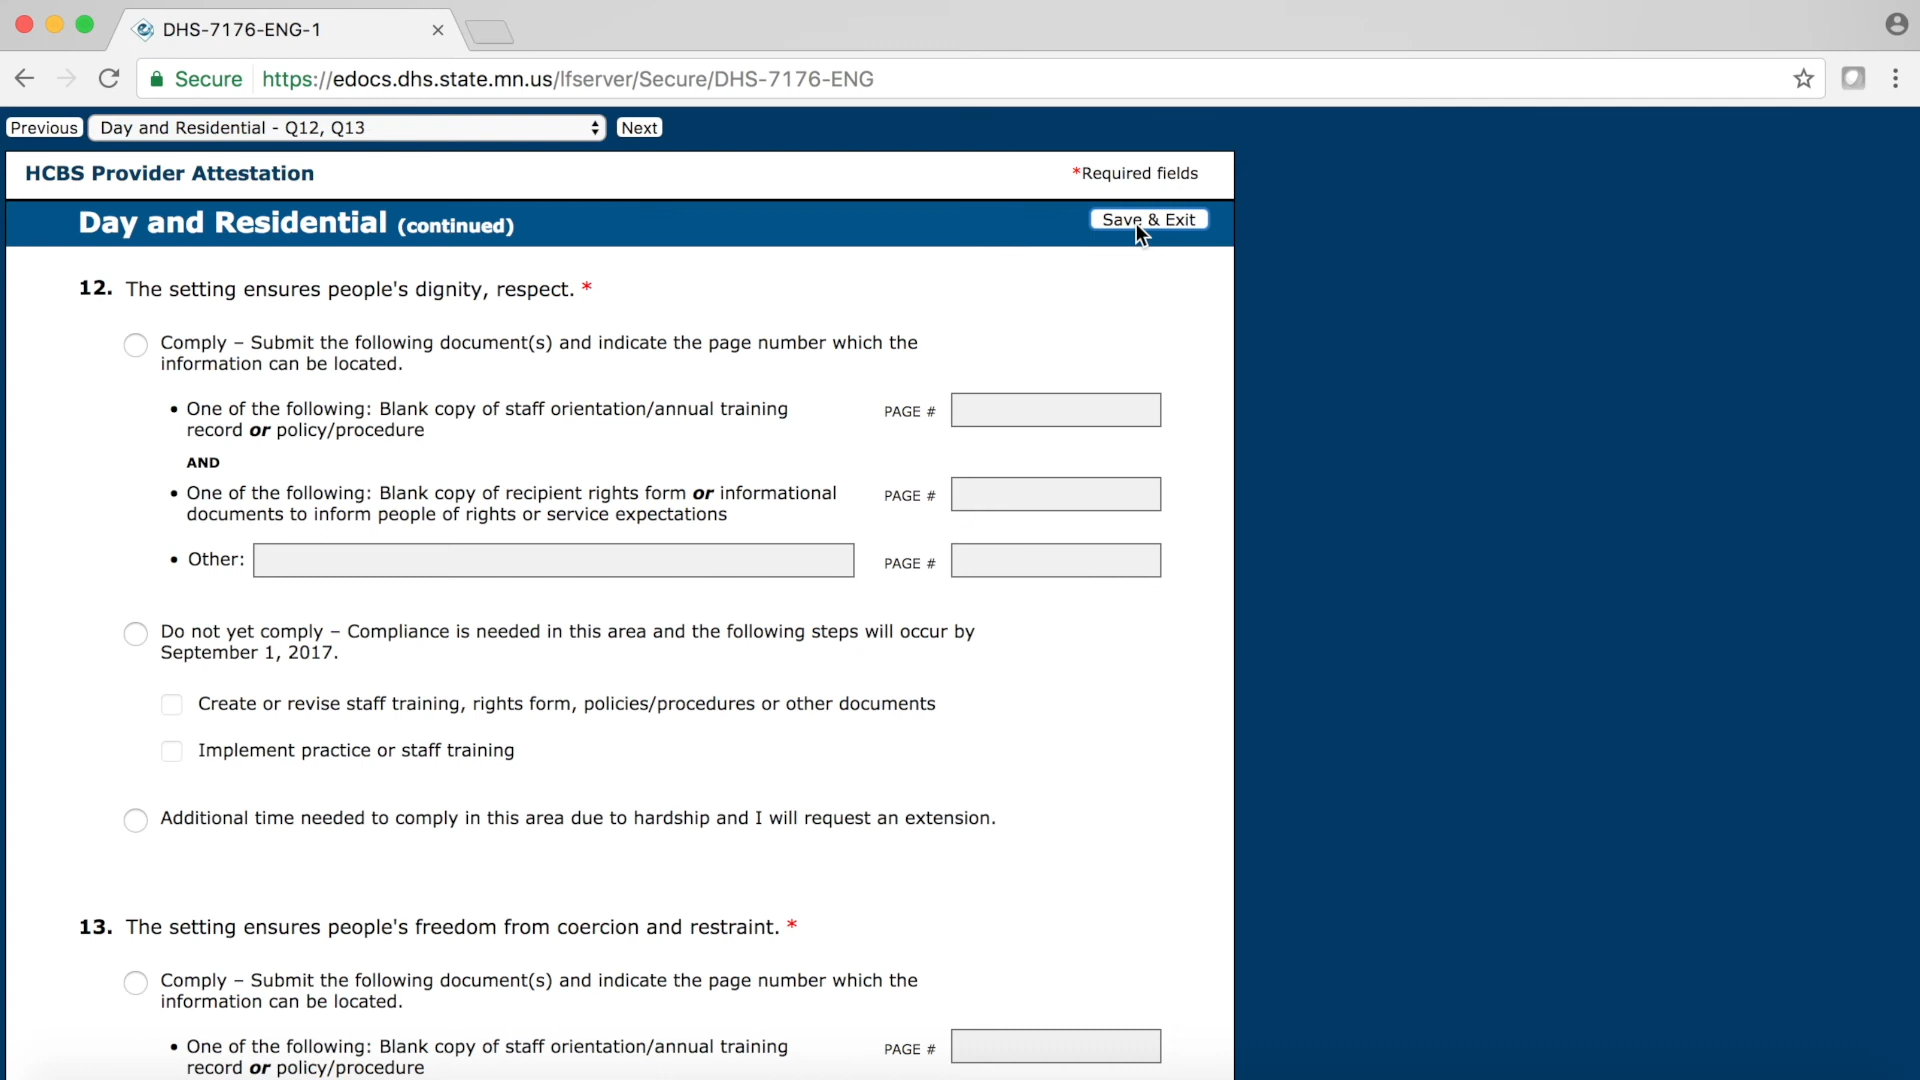 DHS-7176-ENG-1
Secure https://edocs.dhs.state.mn.us/lfserver/Secure/DHS-7176-ENG
Previous Day and Residential - Q12, Q13 Next
HCBS Provider Attestation *Required fields
Day and Residential (continued) Save & Exit
12. The setting ensures people's dignity, respect. *
Comply – Submit the following document(s) and indicate the page number which the
information can be located.
• One of the following: Blank copy of staff orientation/annual training PAGE #
record or policy/procedure
AND
• One of the following: Blank copy of recipient rights form or informational PAGE #
documents to inform people of rights or service expectations
• Other: PAGE #
Do not yet comply – Compliance is needed in this area and the following steps will occur by
September 1, 2017.
Create or revise staff training, rights form, policies/procedures or other documents
Implement practice or staff training
Additional time needed to comply in this area due to hardship and I will request an extension.
13. The setting ensures people's freedom from coercion and restraint. *
Comply – Submit the following document(s) and indicate the page number which the
information can be located.
• One of the following: Blank copy of staff orientation/annual training PAGE #
record or policy/procedure